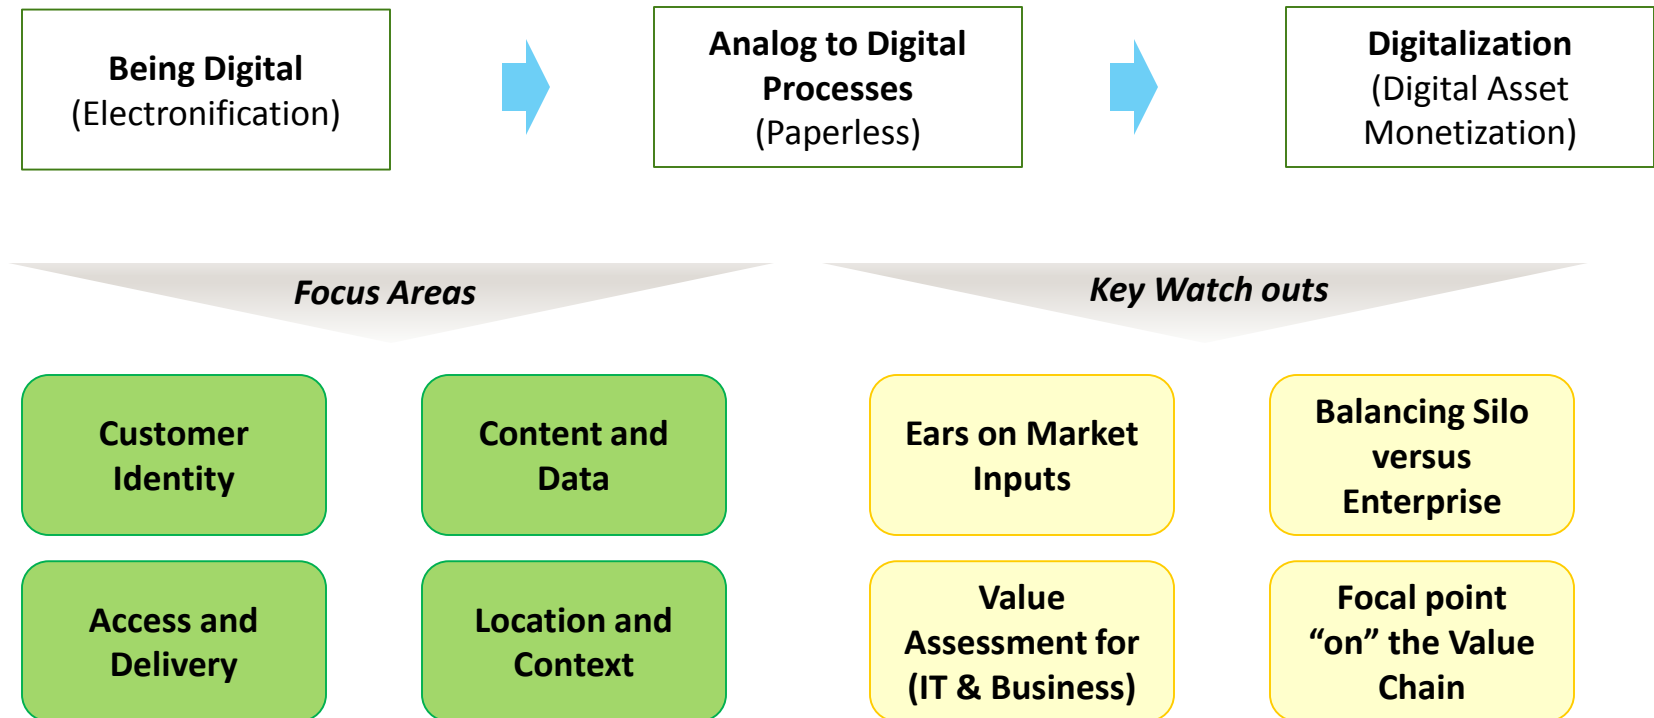 Being Digital
(Electronification)
Analog to Digital
Processes
(Paperless)
Digitalization
(Digital Asset
Monetization)
Focus Areas
Customer
Identity
Content and
Data
Access and
Delivery
Location and
Context
Key Watch outs
Ears on Market
Inputs
Balancing Silo
versus
Enterprise
Value
Assessment for
(IT & Business)
Focal point
“on” the Value
Chain